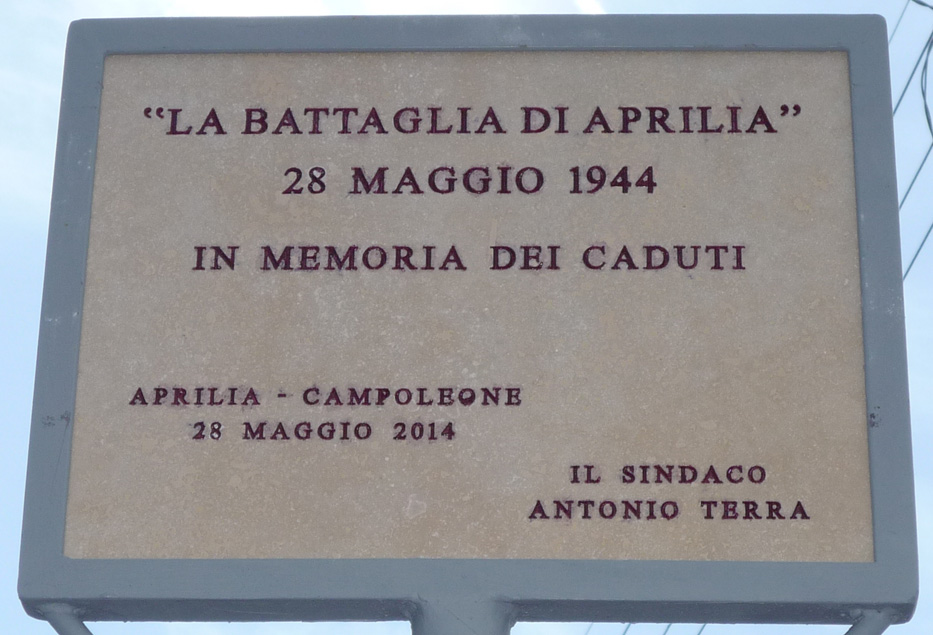 “LA BATTAGLIA DI APRILIA”
28 MAGGIO 1944
IN MEMORIA DEI CADUTI
APRILIA - CAMPOLEONE
28 MAGGIO 2014
IL SINDACO
ANTONIO TERRA